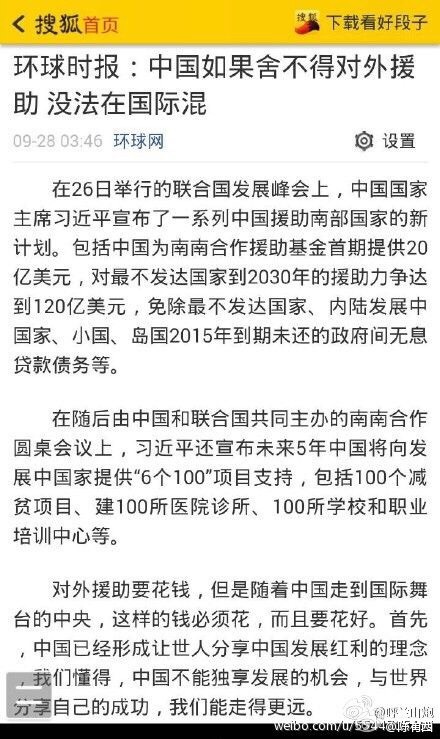 搜狐首页
下载看好段子
环球时报：中国如果舍不得对外援
助 没法在国际混
09-28 03:46 环球网
设置
在26日举行的联合国发展峰会上，中国国家
主席习近平宣布了一系列中国援助南部国家的新
计划。包括中国为南南合作援助基金首期提供20
亿美元，对最不发达国家到2030年的援助力争达
到120亿美元，免除最不发达国家、内陆发展中
国家、小国、岛国2015年到期未还的政府间无息
贷款债务等。
在随后由中国和联合国共同主办的南南合作
圆桌会议上，习近平还宣布未来5年中国将向发
展中国家提供“6个100”项目支持，包括100个减
贫项目、建100所医院诊所、100所学校和职业
培训中心等。
对外援助要花钱，但是随着中国走到国际舞
台的中央，这样的钱必须花，而且要花好。首先
，中国已经形成让世人分享中国发展红利的理念
，我们懂得，中国不能独享发展的机会，与世界
分享自己的成功，我们能走得更远。
weibo.com/u/